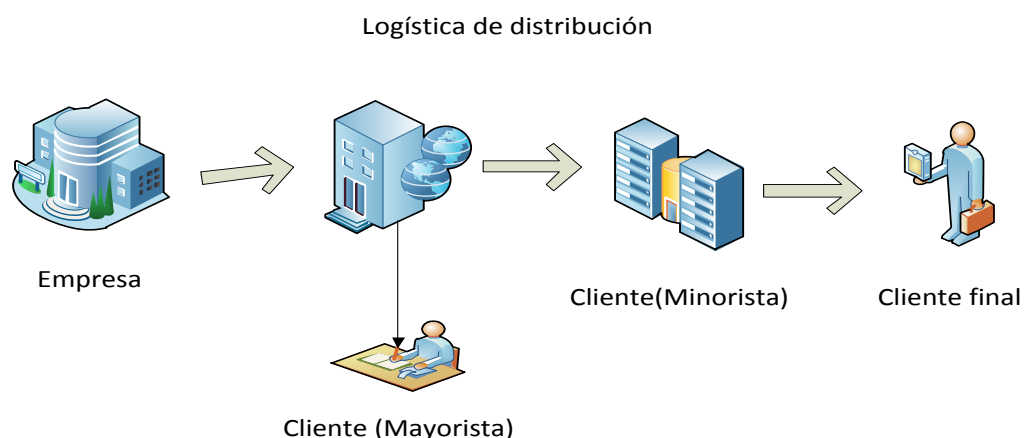 Logística de distribución
Empresa
Cliente(Minorista)
Cliente final
Cliente (Mayorista)